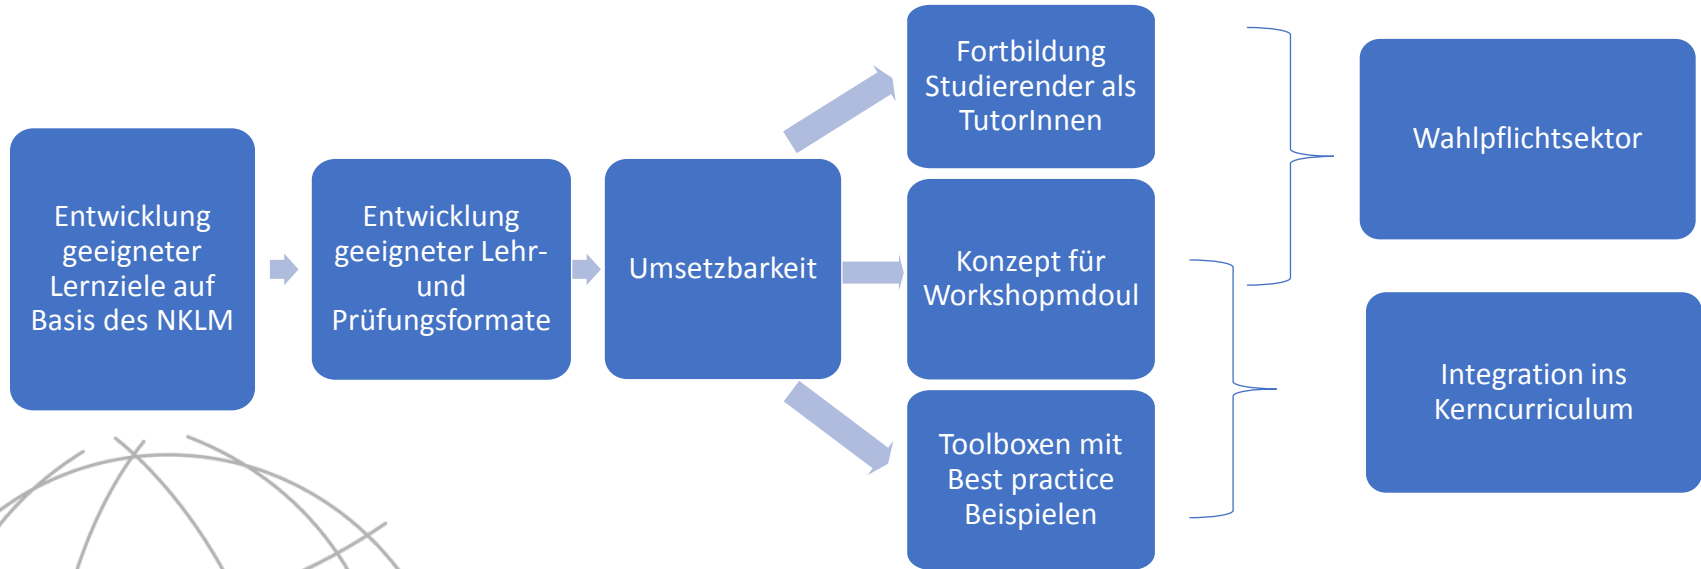 Entwicklung
geeigneter
Lernziele auf
Basis des NKLM
Entwicklung
geeigneter Lehr-
und
Prüfungsformate
Umsetzbarkeit
Fortbildung
Studierender als
TutorInnen
Konzept für
Workshopmdoul
Toolboxen mit
Best practice
Beispielen
Wahlpflichtsektor
Integration ins
Kerncurriculum